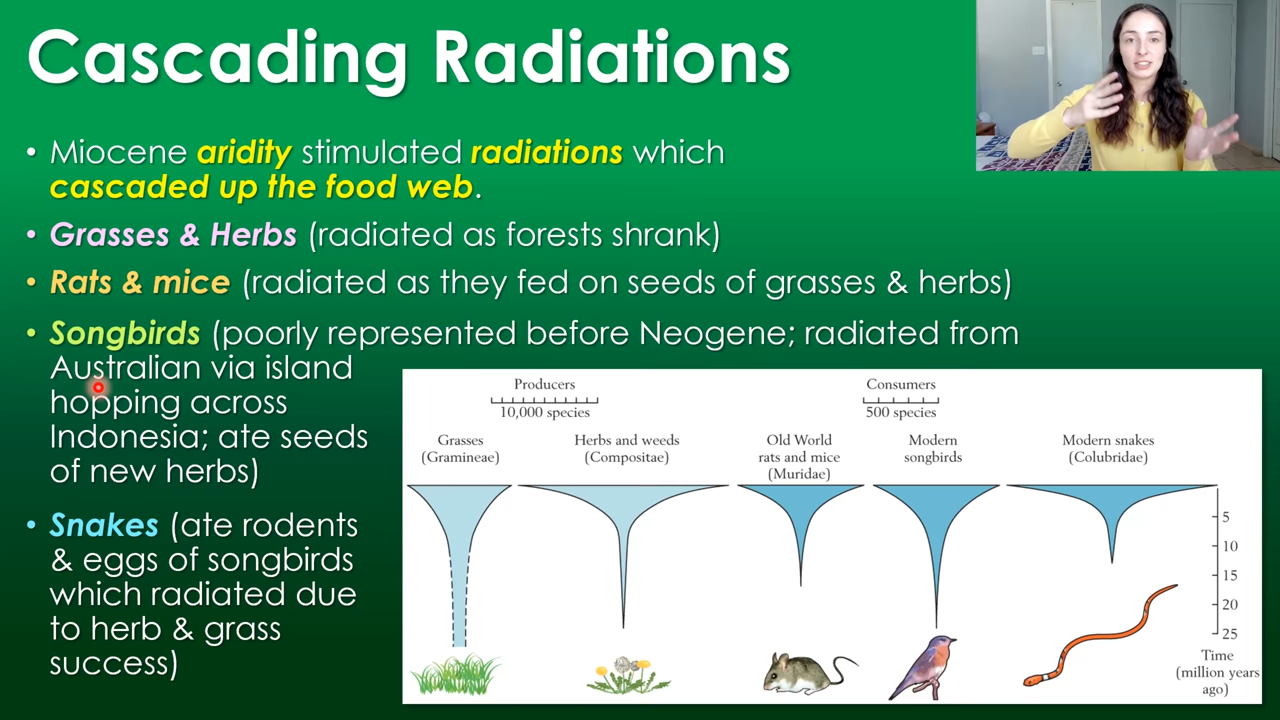 Cascading Radiations
• Miocene aridity stimulated radiations which
cascaded up the food web.
• Grasses & Herbs (radiated as forests shrank)
• Rats & mice (radiated as they fed on seeds of grasses & herbs)
• Songbirds (poorly represented before Neogene; radiated from
Australian via island
hopping across
Indonesia; ate seeds
of new herbs)
• Snakes (ate rodents
& eggs of songbirds
which radiated due
to herb & grass
success)
Producers
10,000 species
Consumers
500 species
Grasses
(Gramineae)
Herbs and weeds
(Compositae)
Old World
rats and mice
(Muridae)
Modern
songbirds
Modern snakes
(Colubridae)
5
10
15
20
25
Time
(million years
ago)